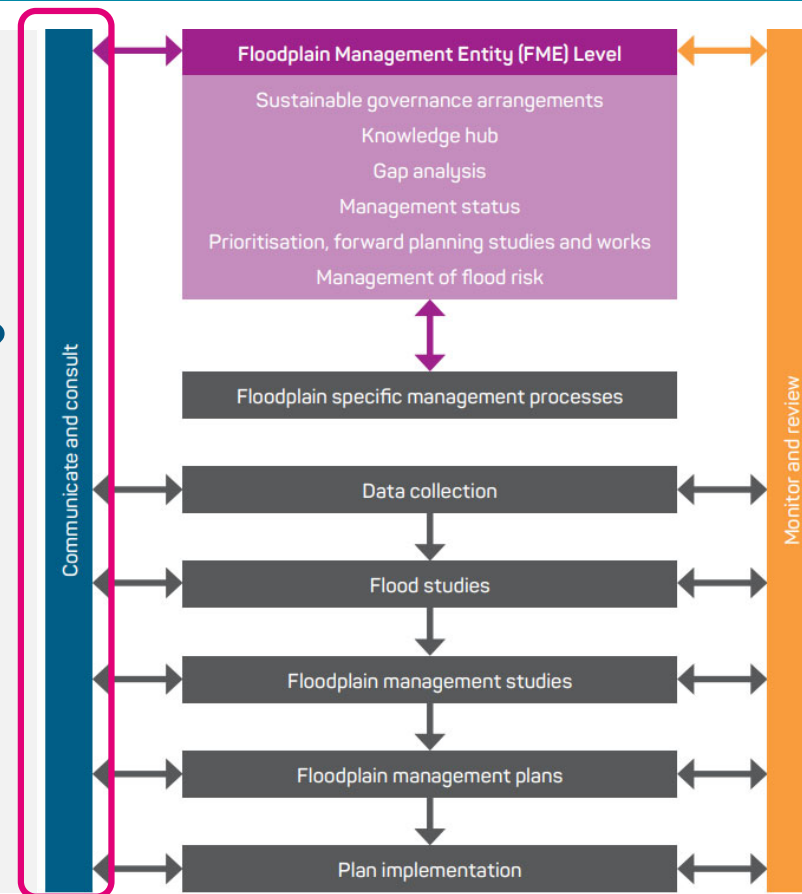 Communicate and consult
Floodplain Management Entity (FME) Level
Sustainable governance arrangements
Knowledge hub
Gap analysis
Management status
Prioritisation, forward planning studies and works
Management of flood risk
Floodplain specific management processes
Data collection
Flood studies
Floodplain management studies
Floodplain management plans
Plan implementation
Monitor and review